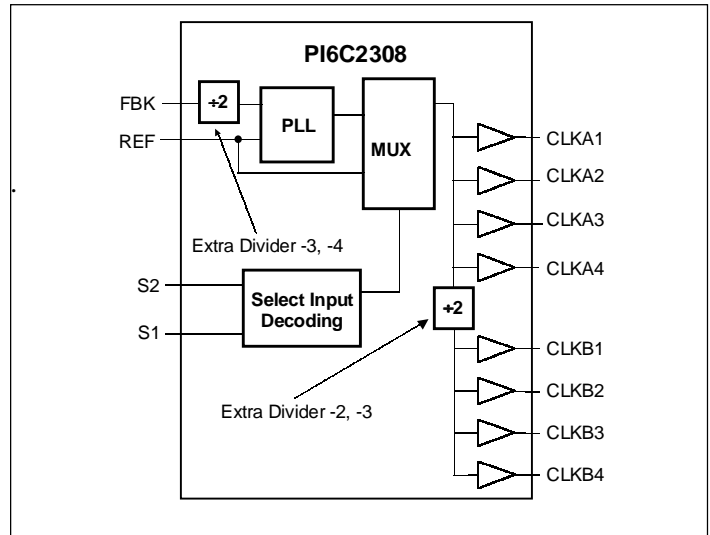 PI6C2308
FBK
÷2
PLL
MUX
REF
CLKA1
CLKA2
CLKA3
CLKA4
Extra Divider -3, -4
S2
S1
Select Input
Decoding
÷2
Extra Divider -2, -3
CLKB1
CLKB2
CLKB3
CLKB4